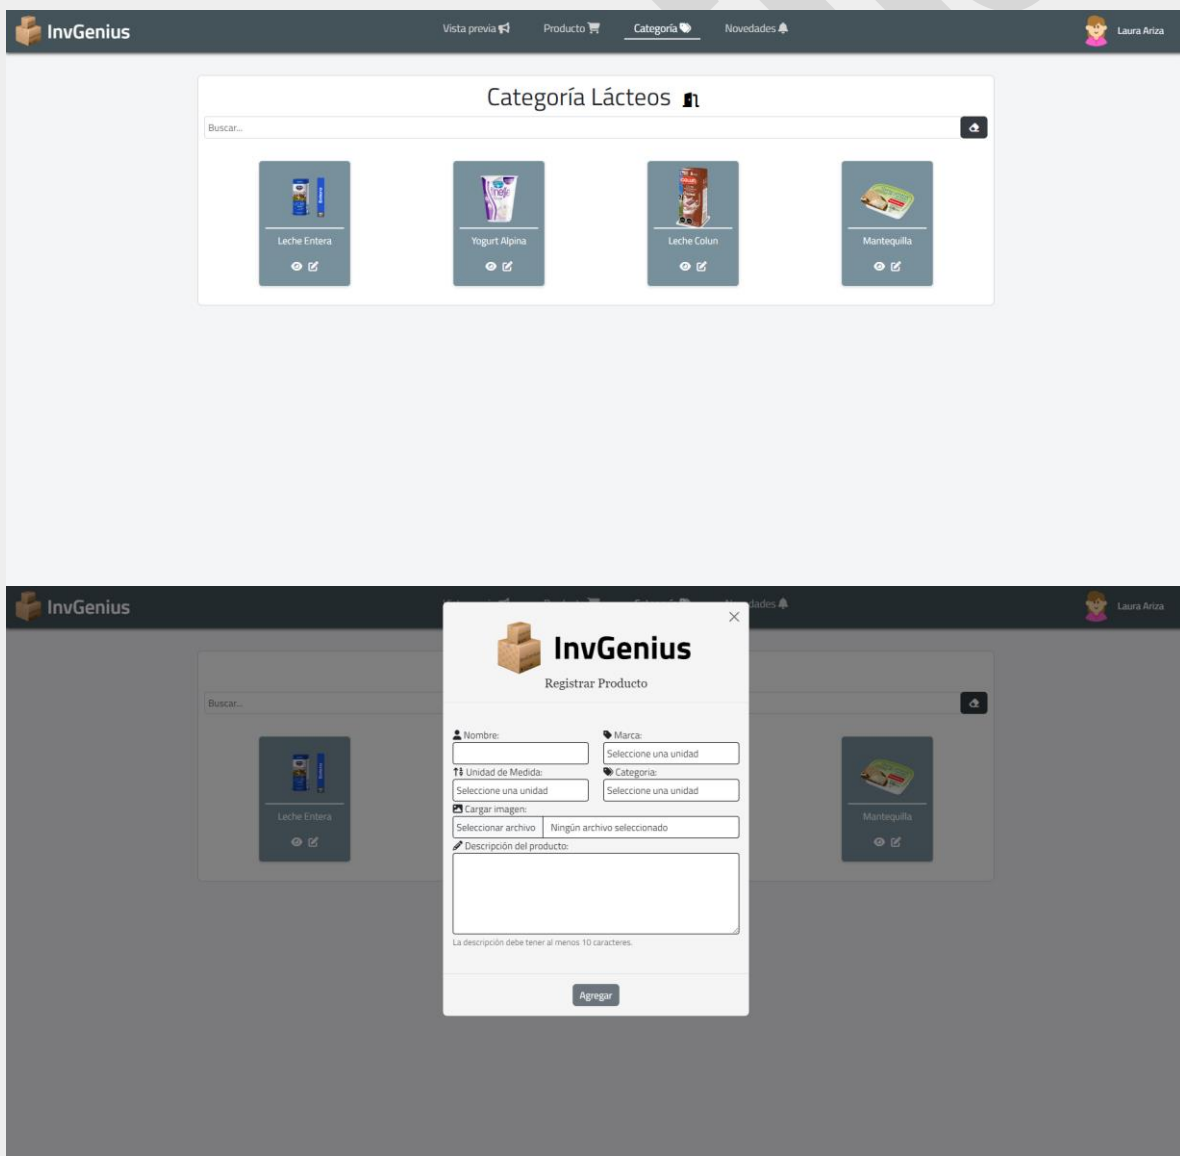 InvGenius Vista previa Producto Categoría Novedades Laura Ariza
Categoría Lácteos
Buscar...
Leche Entera Yogurt Alpina Leche Colun Mantequilla
InvGenius Laura Ariza
InvGenius
Registrar Producto
Buscar...
Nombre: Marca:
Seleccione una unidad
Unidad de Medida: Categoria:
Seleccione una unidad Seleccione una unidad
Cargar imagen:
Seleccionar archivo Ningún archivo seleccionado
Leche Entera Mantequilla
Descripción del producto:
La descripción debe tener al menos 10 caracteres.
Agregar